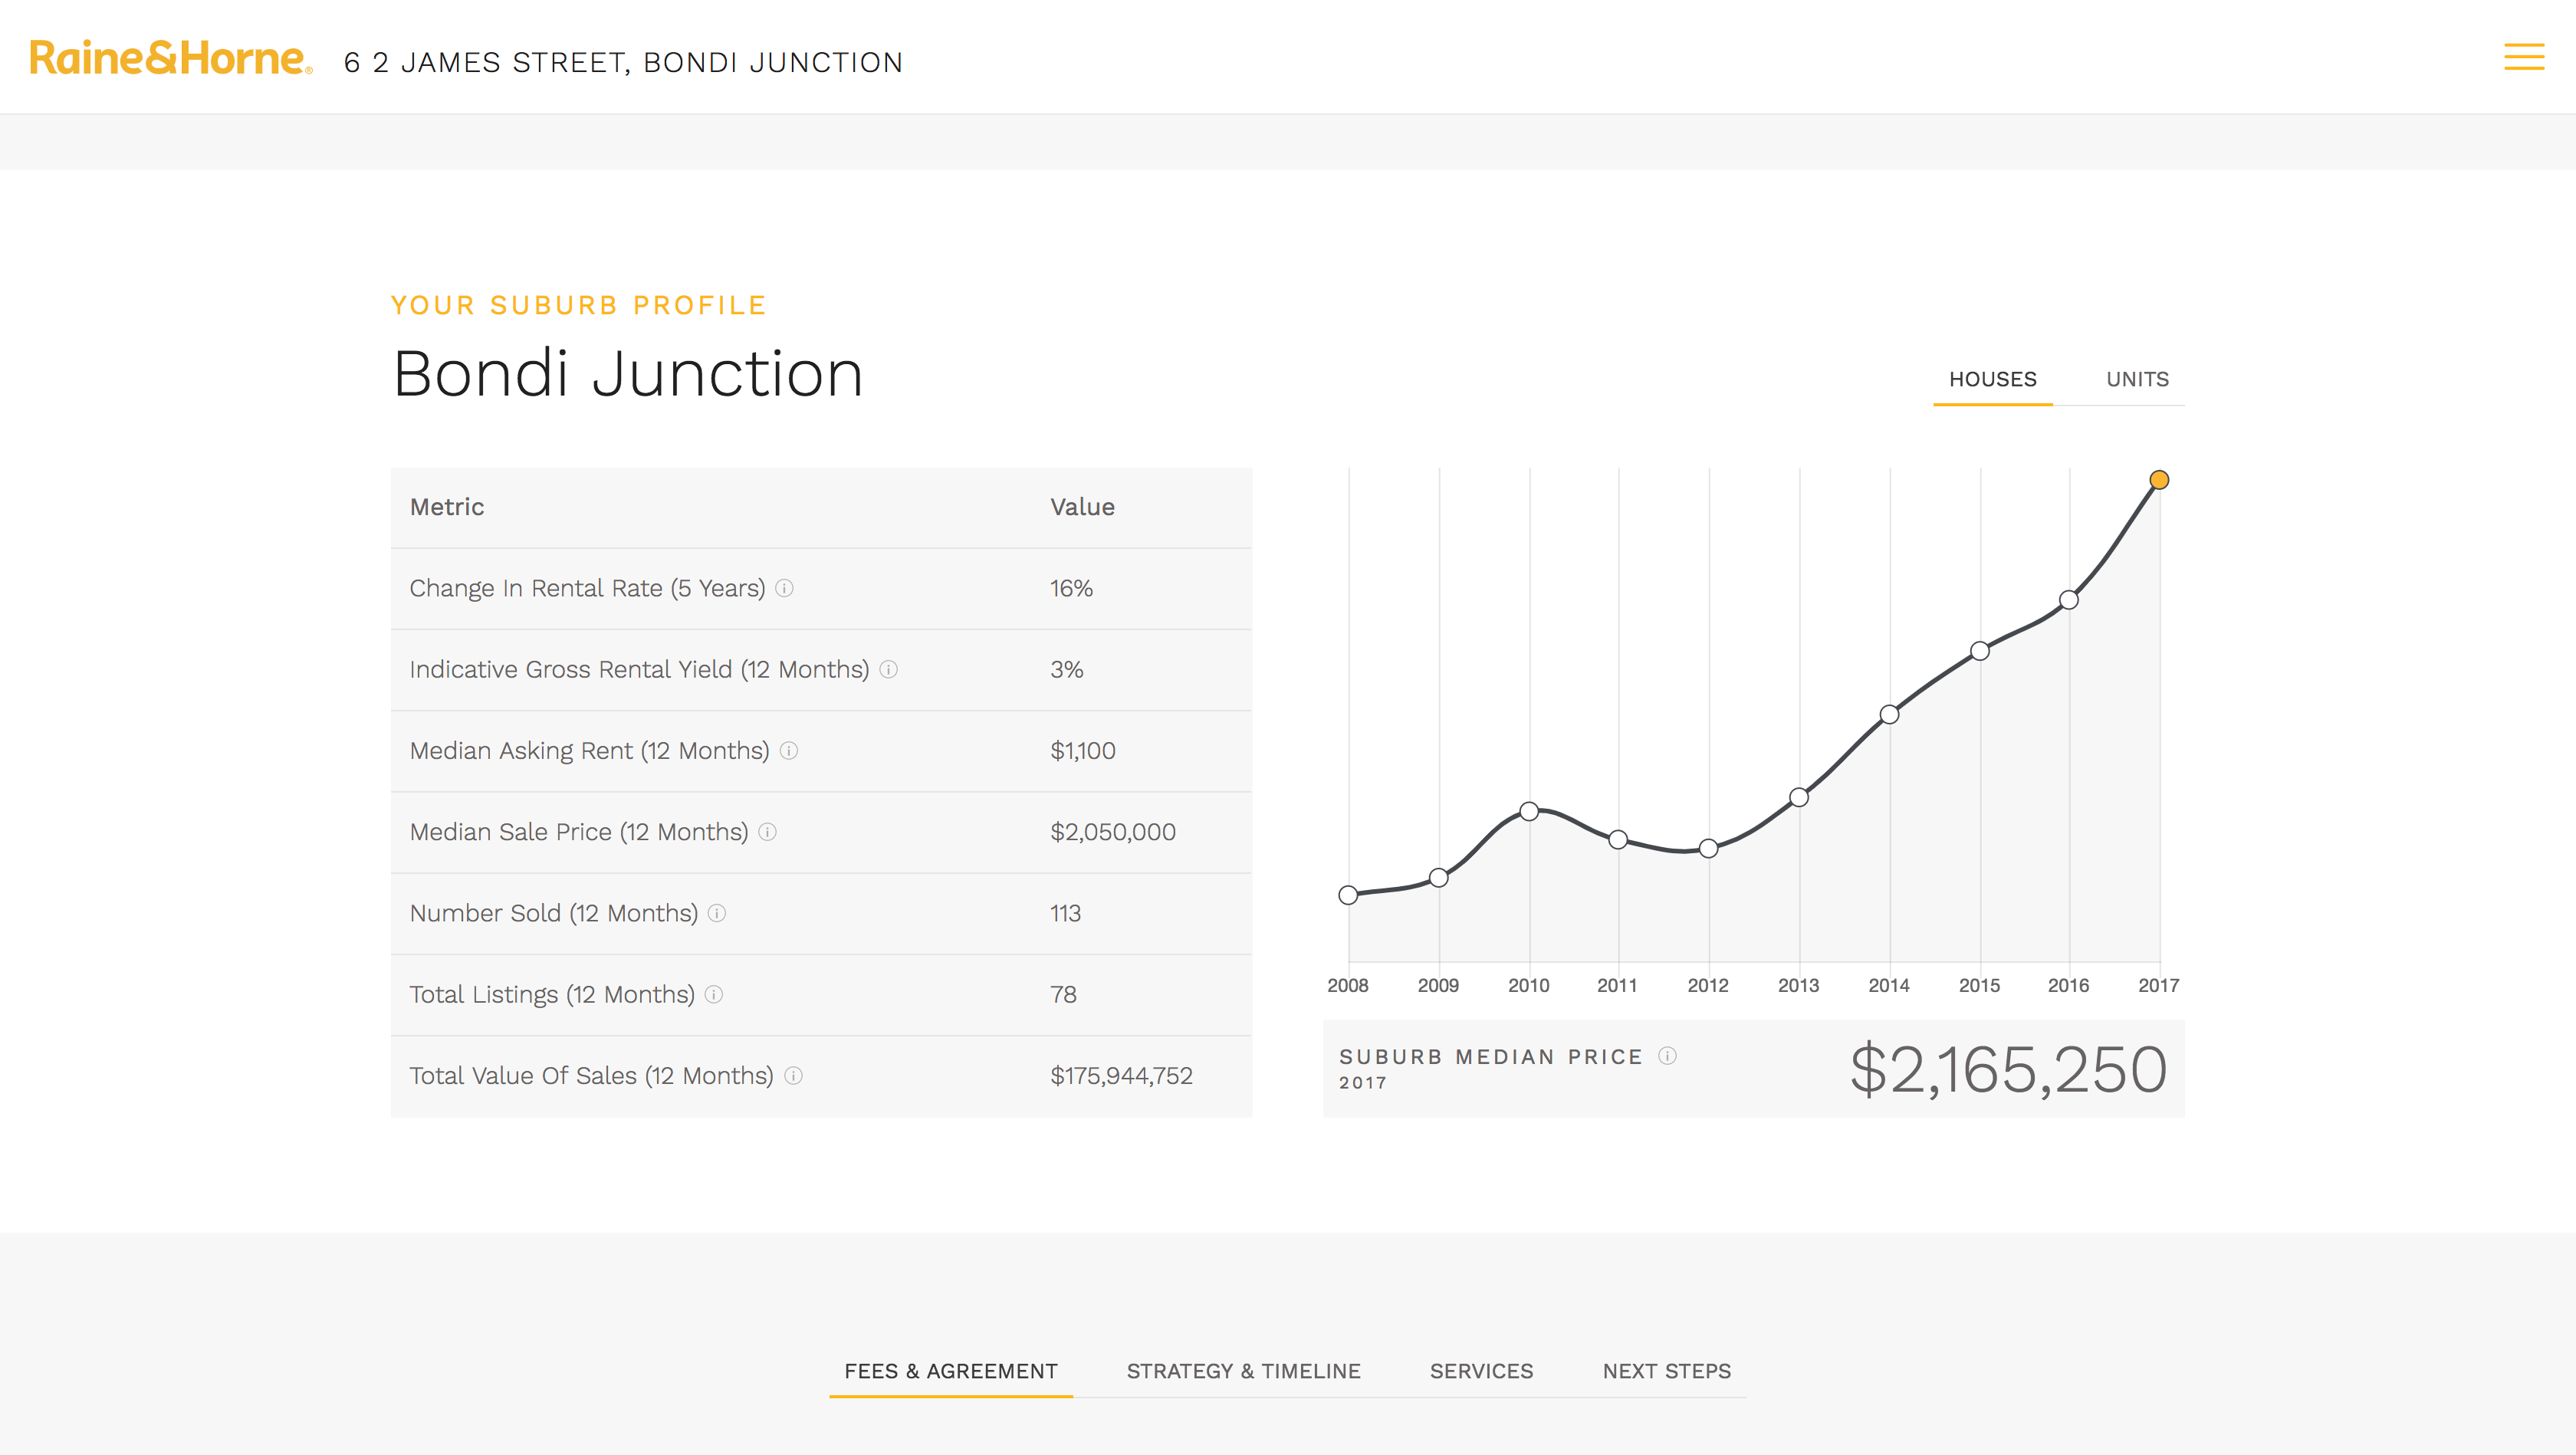 Raine&Horne® 6 2 JAMES STREET, BONDI JUNCTION
YOUR SUBURB PROFILE
Bondi Junction
HOUSES UNITS
Metric Value
Change In Rental Rate (5 Years) 16%
Indicative Gross Rental Yield (12 Months) 3%
Median Asking Rent (12 Months) $1,100
Median Sale Price (12 Months) $2,050,000
Number Sold (12 Months) 113
Total Listings (12 Months) 78
Total Value Of Sales (12 Months) $175,944,752
2008 2009 2010 2011 2012 2013 2014 2015 2016 2017
SUBURB MEDIAN PRICE
2017
$2,165,250
FEES & AGREEMENT STRATEGY & TIMELINE SERVICES NEXT STEPS